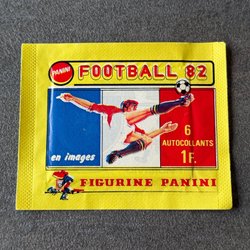 PANINI
FOOTBALL 82
6
AUTOCOLLANTS
1F.
en images
FIGURINE PANINI